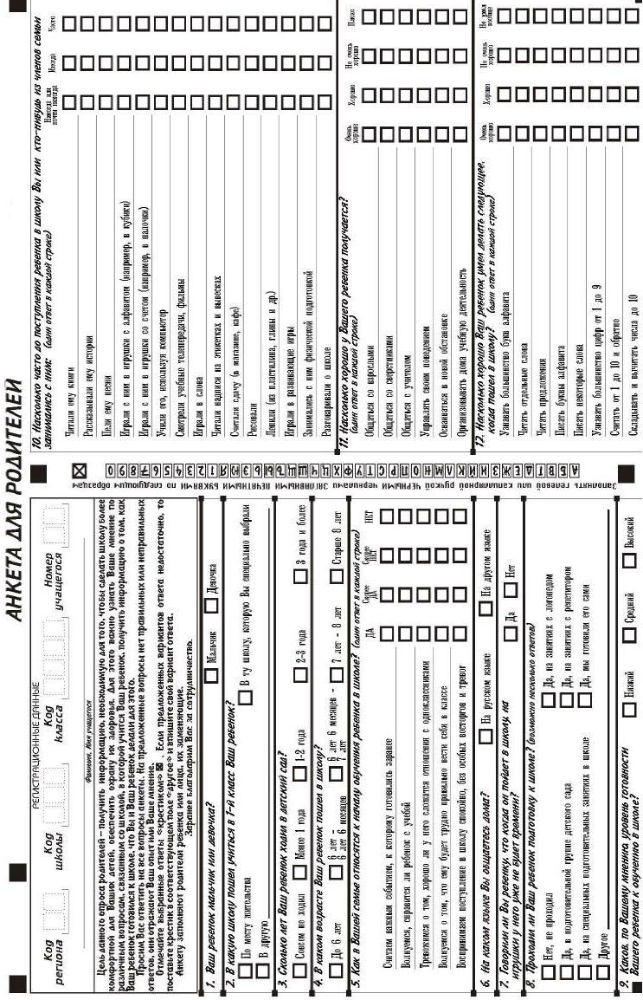 АНКЕТА ДЛЯ РОДИТЕЛЕЙ
РЕГИСТРАЦИОННЫЕ ДАННЫЕ
Код региона
Код школы
Код класса
Номер учащегося
Фамилия, Имя учащегося
Цель данного опроса родителей – получить информацию, необходимую для того, чтобы сделать школу более
комфортной для Ваших детей, обеспечить охрану их здоровья. Для этого важно узнать Ваше мнение по
различным вопросам, связанным со школой, в которой учится Ваш ребенок, получить информацию о том, как
Ваш ребенок готовился к школе, что Вы и Ваш ребенок делали для этого.
Просим Вас ответить на все вопросы анкеты. На предложенные вопросы нет правильных или неправильных
ответов, они отражают Ваш опыт или Ваше мнение.
Отмечайте выбранные ответы «крестиком» ☒. Если предложенных вариантов ответа недостаточно, то
поставьте крестик в соответствующем поле «другое» и впишите свой вариант ответа.
Анкету заполняют родители ребенка или лица, их заменяющие.
Заранее благодарим Вас за сотрудничество.
1. Ваш ребенок мальчик или девочка?
Мальчик
Девочка
2. В какую школу пошел учиться в 1-й класс Ваш ребенок?
По месту жительства
В ту школу, которую Вы специально выбрали
В другую
3. Сколько лет Ваш ребенок ходил в детский сад?
Совсем не ходил
Менее 1 года
1-2 года
2-3 года
3 года и более
4. В каком возрасте Ваш ребенок пошел в школу?
До 6 лет
6 лет - 6 лет 6 месяцев
6 лет 6 месяцев - 7 лет
7 лет - 8 лет
Старше 8 лет
5. Как в Вашей семье относятся к началу обучения ребенка в школе? (один ответ в каждой строке)
ДА
Скорее ДА
Скорее НЕТ
НЕТ
Считаем важным событием, к которому готовились заранее
Волнуемся, справится ли ребенок с учебой
Тревожимся о том, хорошо ли у него сложатся отношения с одноклассниками
Волнуемся о том, что ему будет трудно правильно вести себя в классе
Воспринимаем поступление в школу спокойно, без особых восторгов и тревог
6. На каком языке Вы общаетесь дома?
На русском языке
На другом языке
7. Говорили ли Вы ребенку, что когда он пойдет в школу, на
игрушки у него уже не будет времени?
Да
Нет
8. Проходил ли Ваш ребенок подготовку к школе? (возможно несколько ответов)
Нет, не проходил
Да, на занятиях с логопедом
Да, в подготовительной группе детского сада
Да, на занятиях с репетитором
Да, на специальных подготовительных занятиях в школе
Да, мы готовили его сами
Другое
9. Каков, по Вашему мнению, уровень готовности
Вашего ребенка к обучению в школе?
Низкий
Средний
Высокий
Заполнять гелевой или капиллярной ручкой ЧЕРНЫМИ чернилами ЗАГЛАВНЫМИ ПЕЧАТНЫМИ БУКВАМИ по следующим образцам
АБВГДЕЖЗИЙКЛМНОПРСТУФХЦЧШЩЪЫЬЭЮЯ1234567890
10. Насколько часто до поступления ребенка в школу Вы или кто-нибудь из членов семьи
занимались с ним: (один ответ в каждой строке)
Никогда или почти никогда
Иногда
Часто
Читали ему книги
Рассказывали ему истории
Пели ему песни
Играли с ним в игрушки с алфавитом (например, в кубики)
Играли с ним в игрушки со счетом (например, в палочки)
Учили его, используя компьютер
Смотрели учебные телепередачи, фильмы
Играли в слова
Читали надписи на этикетках и вывесках
Считали сдачу (в магазине, кафе)
Рисовали
Лепили (из пластилина, глины и др)
Играли в развивающие игры
Занимались с ним физической подготовкой
Разговаривали о школе
11. Насколько хорошо у Вашего ребенка получается?
(один ответ в каждой строке)
Очень хорошо
Хорошо
Не очень хорошо
Плохо
Общаться со взрослыми
Общаться со сверстниками
Общаться с учителем
Управлять своим поведением
Осваиваться в новой обстановке
Организовывать дома учебную деятельность
12. Насколько хорошо Ваш ребенок умел делать следующее,
когда пошел в школу? (один ответ в каждой строке)
Очень хорошо
Хорошо
Не очень хорошо
Не умел вообще
Узнавать большинство букв алфавита
Читать отдельные слова
Читать предложения
Писать буквы алфавита
Писать некоторые слова
Узнавать большинство цифр от 1 до 9
Считать от 1 до 10 и обратно
Складывать и вычитать числа до 10